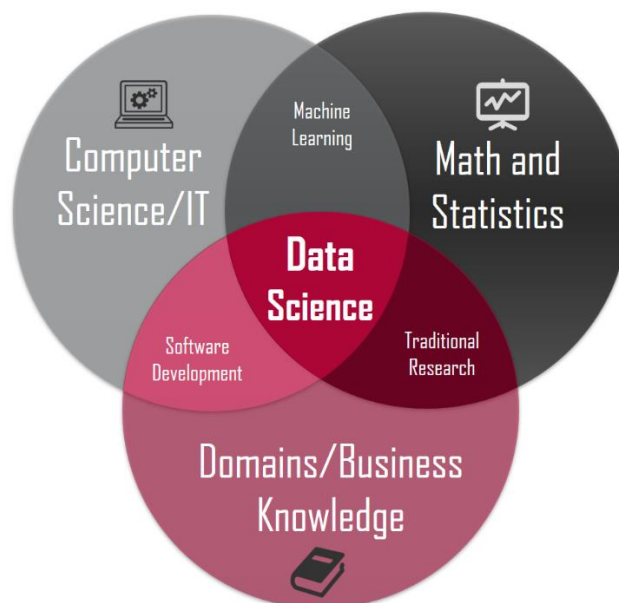 Machine
Learning
Computer
Science/IT
Math and
Statistics
Data
Science
Software
Development
Traditional
Research
Domains/Business
Knowledge